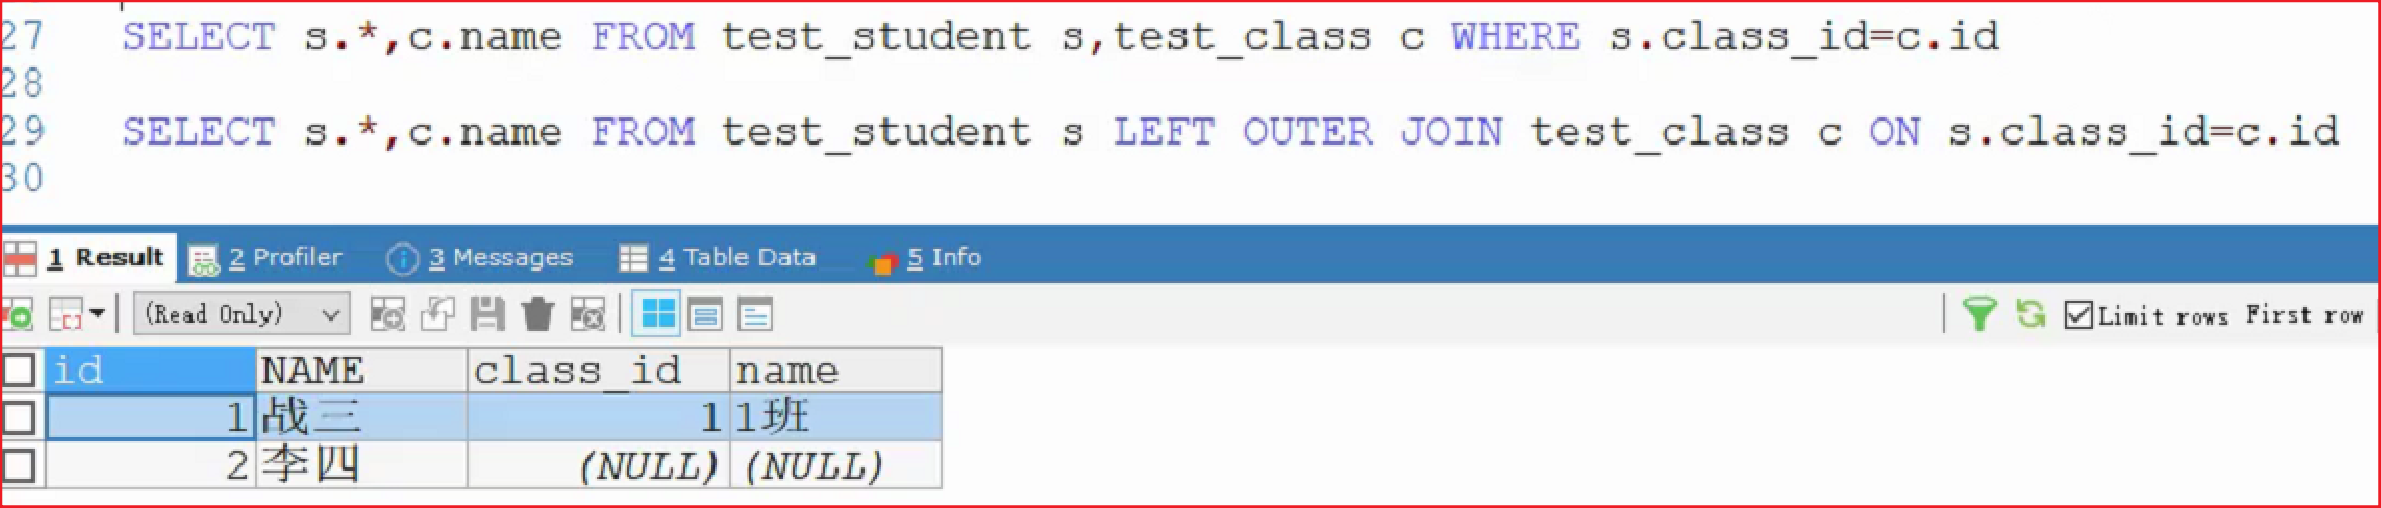 27 SELECT s.*,c.name FROM test_student s,test_class c WHERE s.class_id=c.id
28
29 SELECT s.*,c.name FROM test_student s LEFT OUTER JOIN test_class c ON s.class_id=c.id
30
1 Result 2 Profiler 3 Messages 4 Table Data 5 Info
(Read Only) Limit rows First row
id NAME class_id name
1 战三 1 1班
2 李四 (NULL) (NULL)